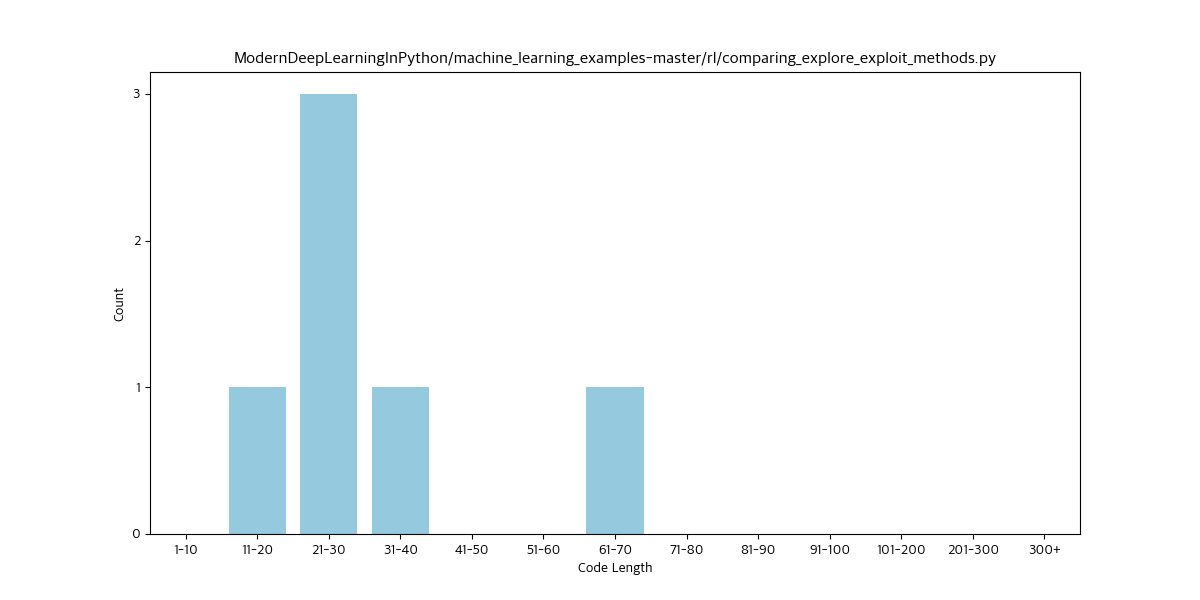 ModernDeepLearningInPython/machine_learning_examples-master/rl/comparing_explore_exploit_methods.py
3
2
1
0
Count
1-10 11-20 21-30 31-40 41-50 51-60 61-70 71-80 81-90 91-100 101-200 201-300 300+
Code Length